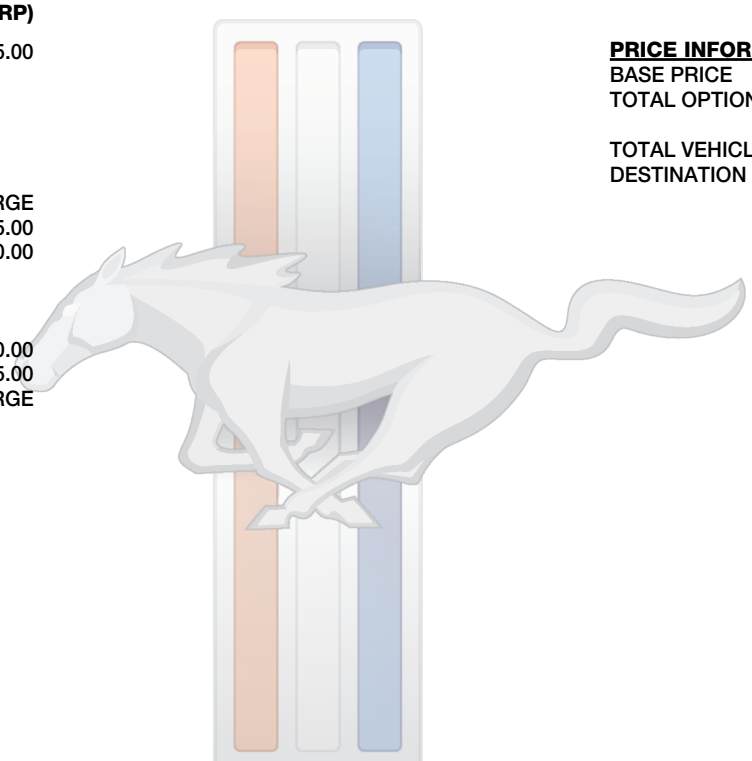 RP)
5.00
RGE
5.00
0.00
0.00
5.00
RGE
PRICE INFOR
BASE PRICE
TOTAL OPTION
TOTAL VEHICL
DESTINATION